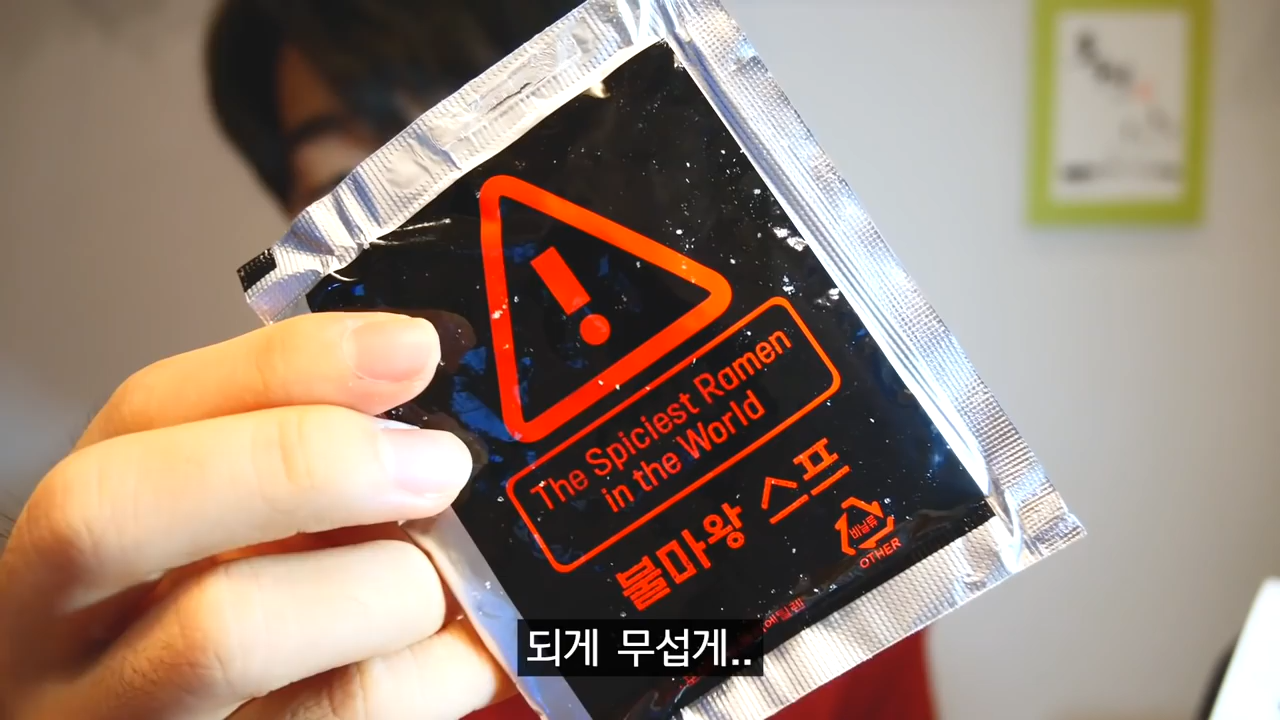 The Spiciest Ramen
in the World
불마왕 스프
비닐류
OTHER
되게 무섭게..